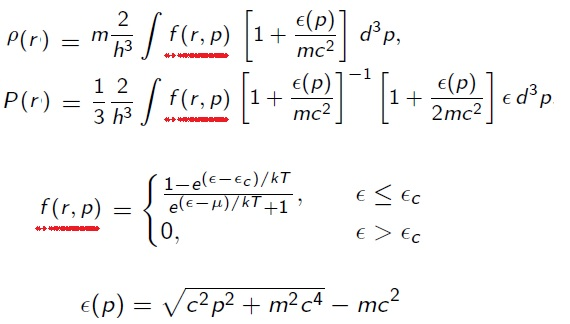 ρ(r) = m 2/h³ ∫ f(r, p) [1 + ϵ(p)/mc²] d³p,
P(r) = 1/3 2/h³ ∫ f(r, p) [1 + ϵ(p)/mc²]⁻¹ [1 + ϵ(p)/2mc²] ϵ d³p
f(r, p) = { (1−e^{(ϵ−ϵ_c)/kT})/(e^{(ϵ−μ)/kT}+1), ϵ ≤ ϵ_c
0, ϵ > ϵ_c
ϵ(p) = √(c²p² + m²c⁴) − mc²